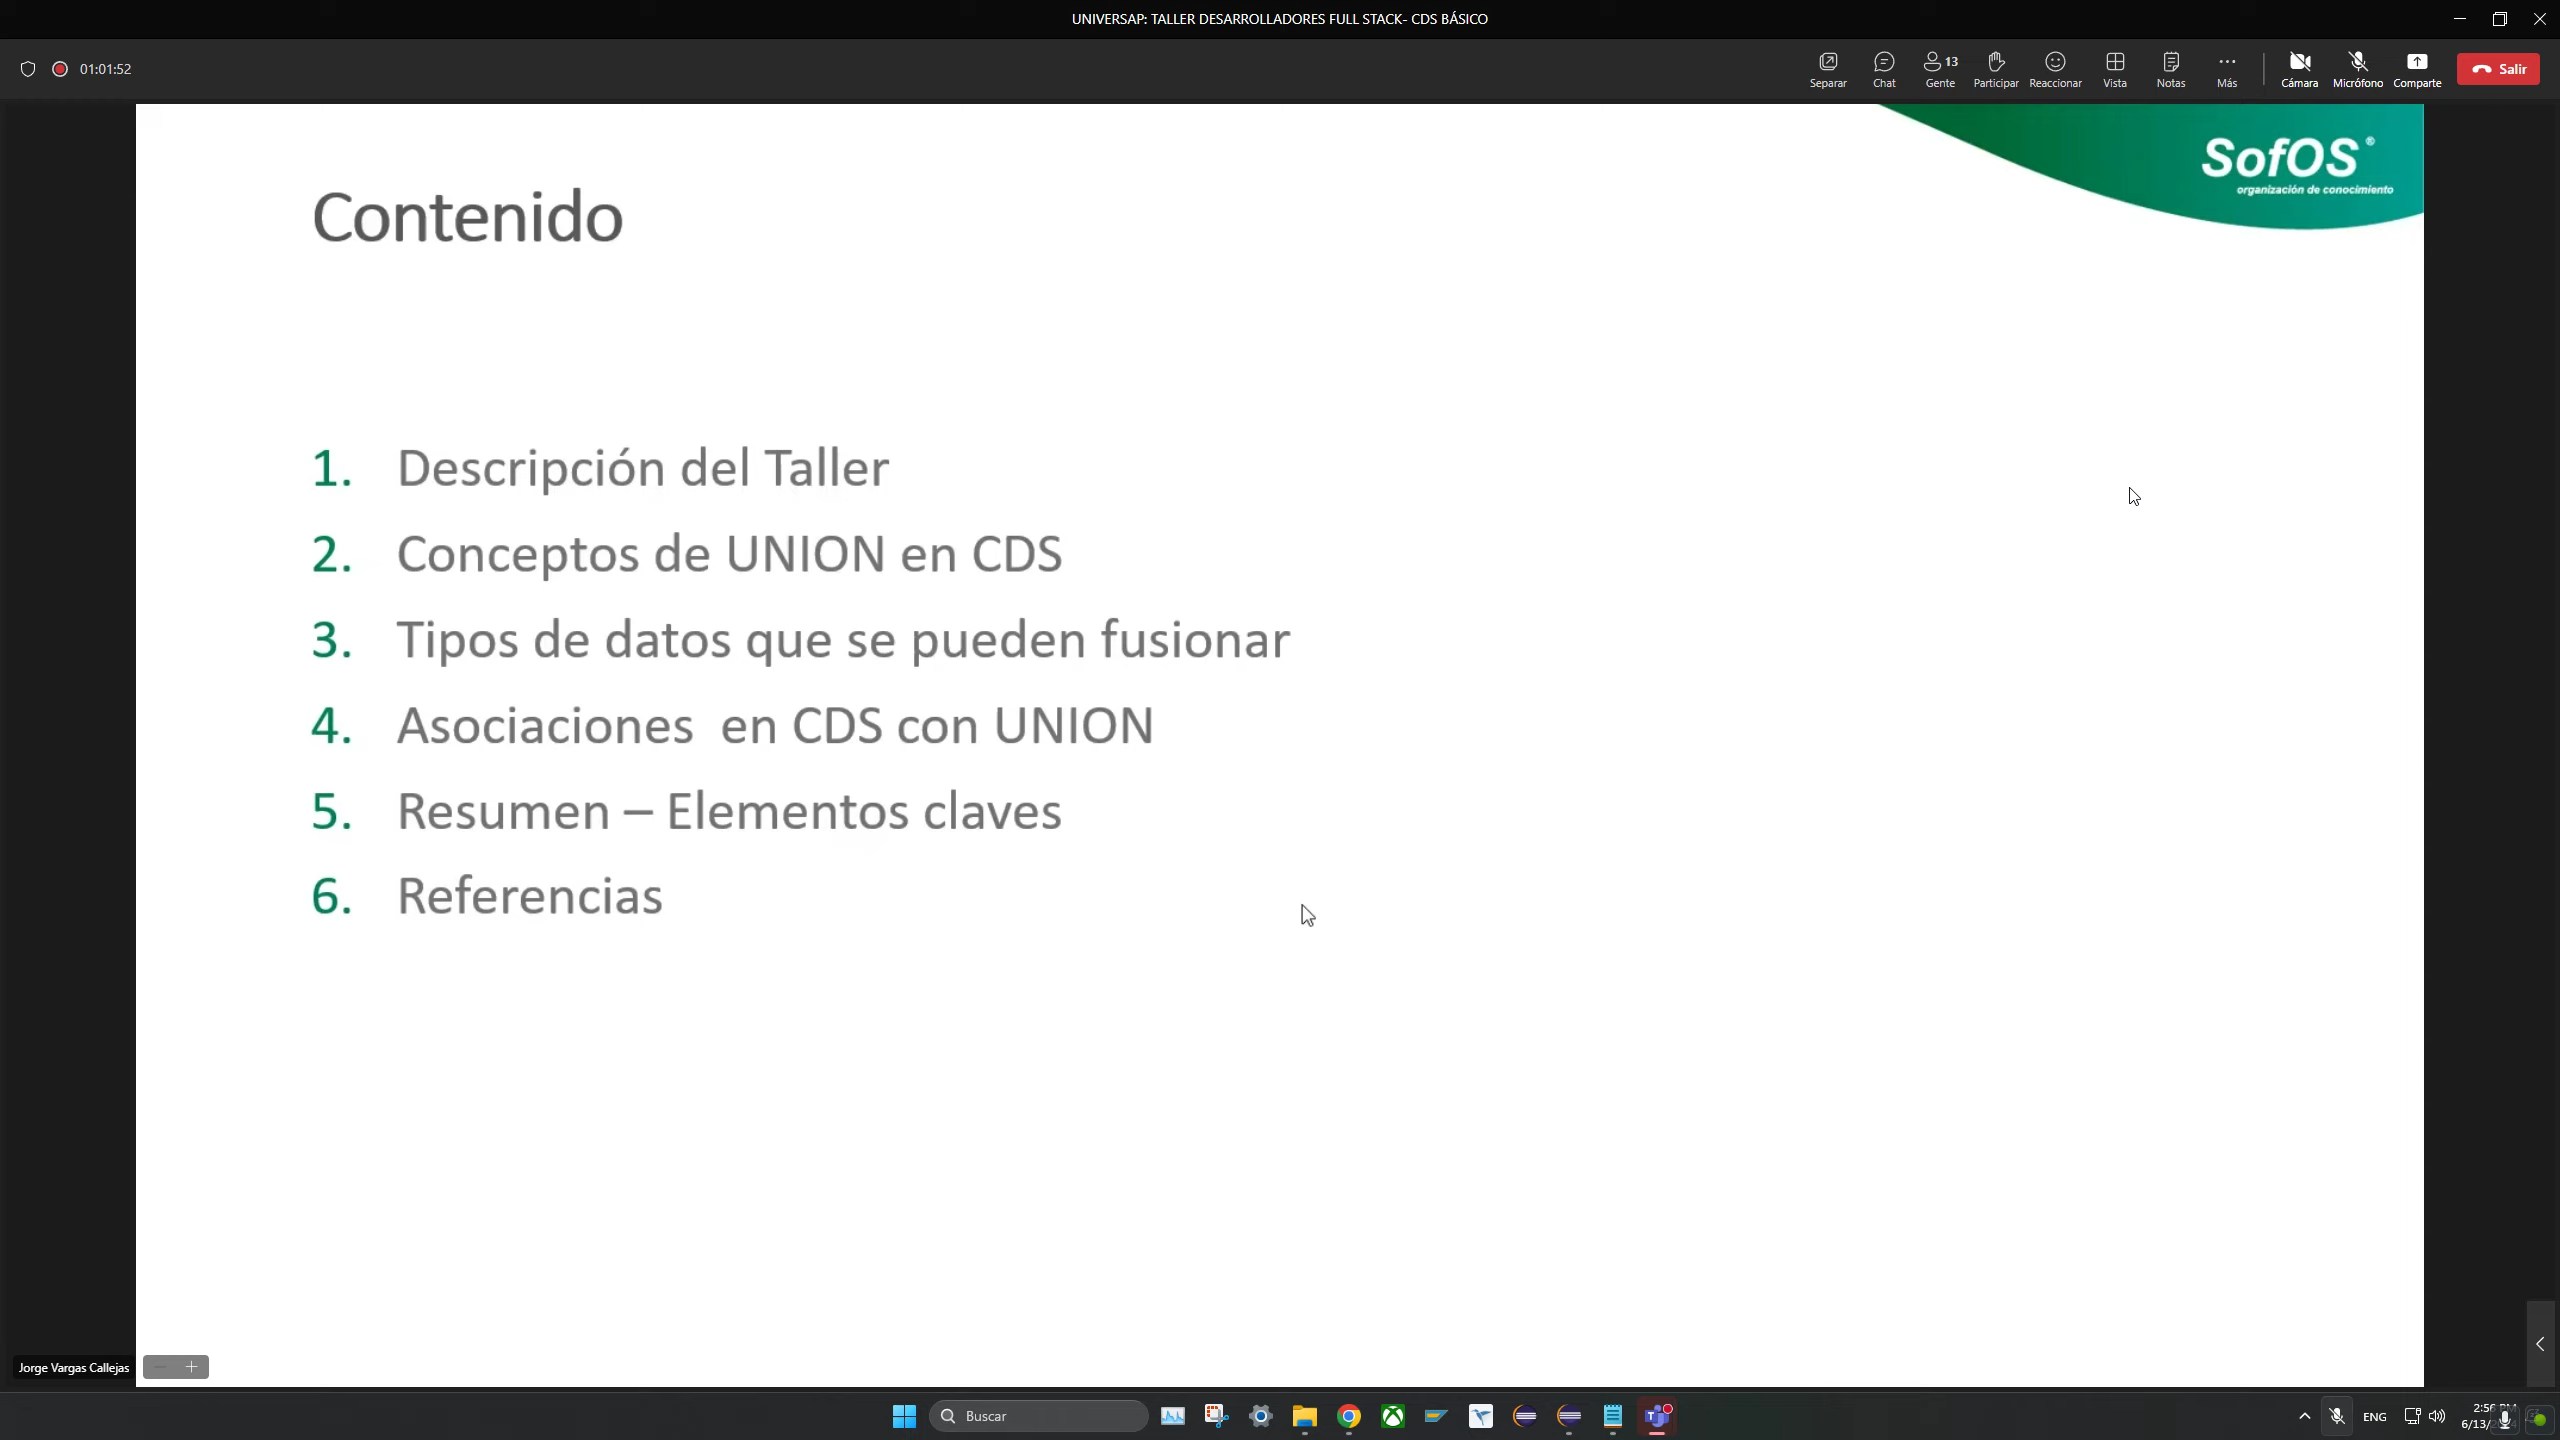 UNIVERSAP: TALLER DESARROLLADORES FULL STACK- CDS BÁSICO
01:01:52
Separar
Chat
13
Gente
Participar
Reaccionar
Vista
Notas
Más
Cámara
Micrófono
Comparte
Salir
SofOS®
organización de conocimiento
Contenido
1. Descripción del Taller
2. Conceptos de UNION en CDS
3. Tipos de datos que se pueden fusionar
4. Asociaciones en CDS con UNION
5. Resumen – Elementos claves
6. Referencias
Jorge Vargas Callejas
Buscar
ENG